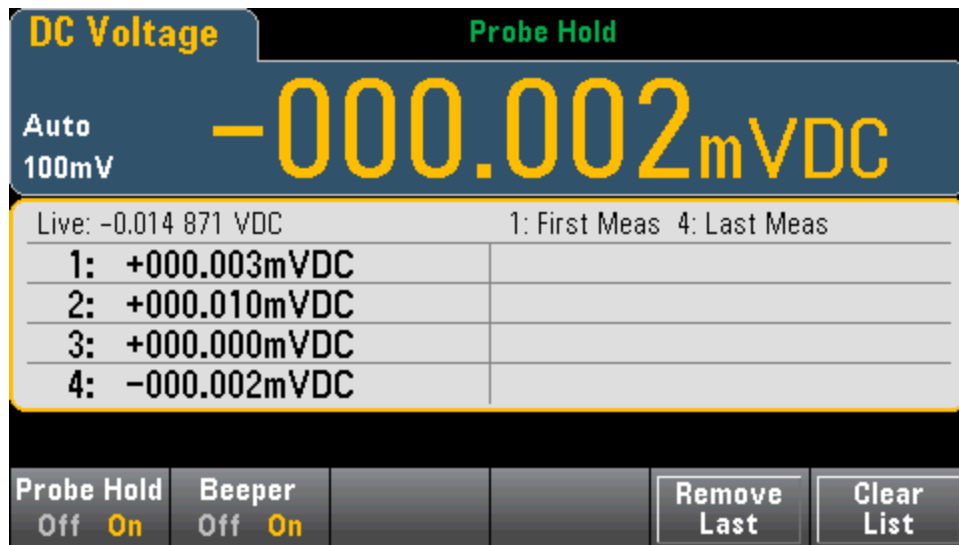 DC Voltage
Probe Hold
Auto
100mV
-000.002mVDC
Live: -0.014 871 VDC
1: First Meas 4: Last Meas
1: +000.003mVDC
2: +000.010mVDC
3: +000.000mVDC
4: -000.002mVDC
Probe Hold
Off On
Beeper
Off On
Remove
Last
Clear
List